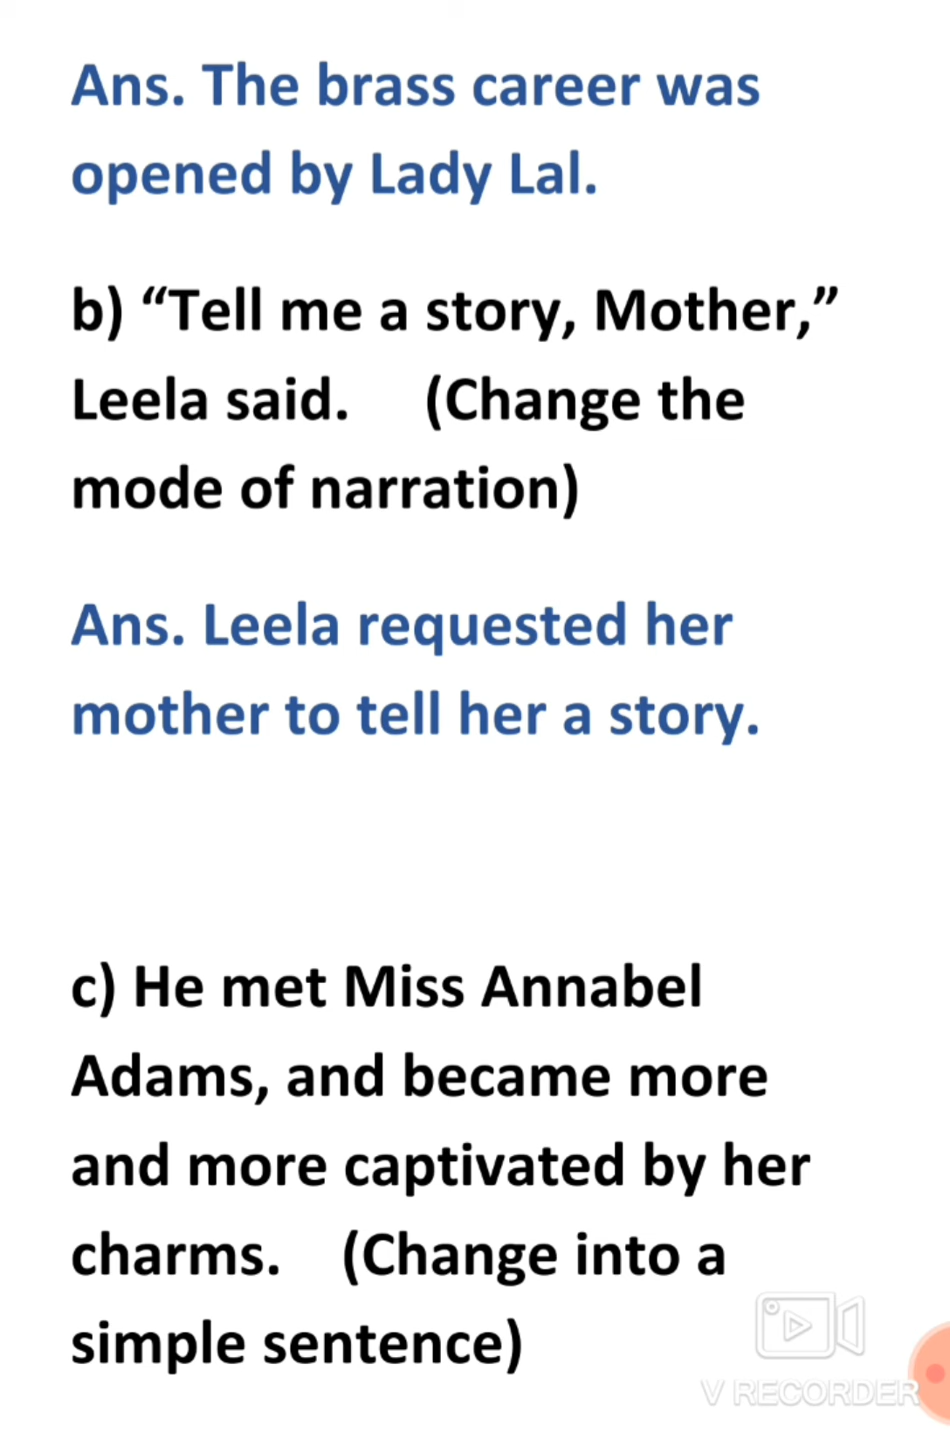 Ans. The brass career was
opened by Lady Lal.
b) “Tell me a story, Mother,”
Leela said. (Change the
mode of narration)
Ans. Leela requested her
mother to tell her a story.
c) He met Miss Annabel
Adams, and became more
and more captivated by her
charms. (Change into a
simple sentence)
V RECORDER